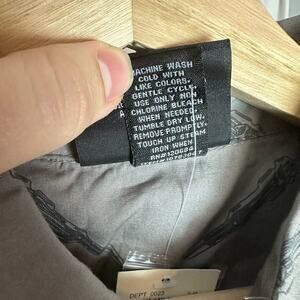 MACHINE WASH
COLD WITH
LIKE COLORS,
GENTLE CYCLE,
USE ONLY NON
CHLORINE BLEACH
WHEN NEEDED.
TUMBLE DRY LOW.
REMOVE PROMPTLY.
TOUCH UP STEAM
IRON WHEN
DEPT 0029